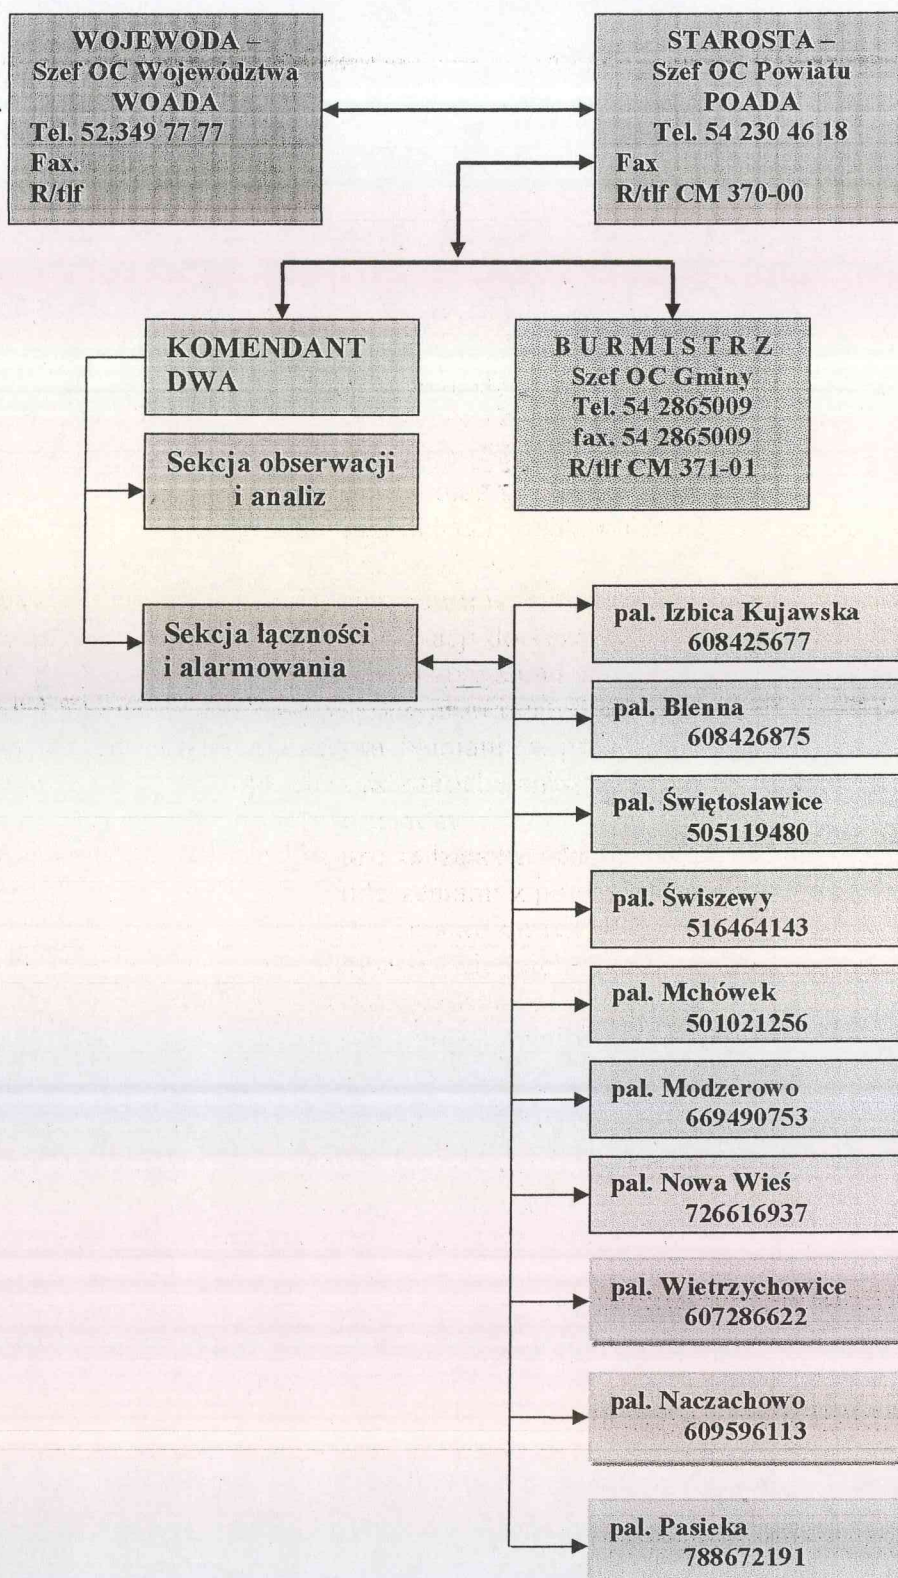 WOJEWODA –
Szef OC Województwa
WOADA
Tel. 52.349 77 77
Fax.
R/tlf
STAROSTA –
Szef OC Powiatu
POADA
Tel. 54 230 46 18
Fax
R/tlf CM 370-00
KOMENDANT
DWA
B U R M I S T R Z
Szef OC Gminy
Tel. 54 2865009
fax. 54 2865009
R/tlf CM 371-01
Sekcja obserwacji
i analiz
Sekcja łączności
i alarmowania
pal. Izbica Kujawska
608425677
pal. Blenna
608426875
pal. Świętosławice
505119480
pal. Świszewy
516464143
pal. Mchówek
501021256
pal. Modzerowo
669490753
pal. Nowa Wieś
726616937
pal. Wietrzychowice
607286622
pal. Naczachowo
609596113
pal. Pasieka
788672191